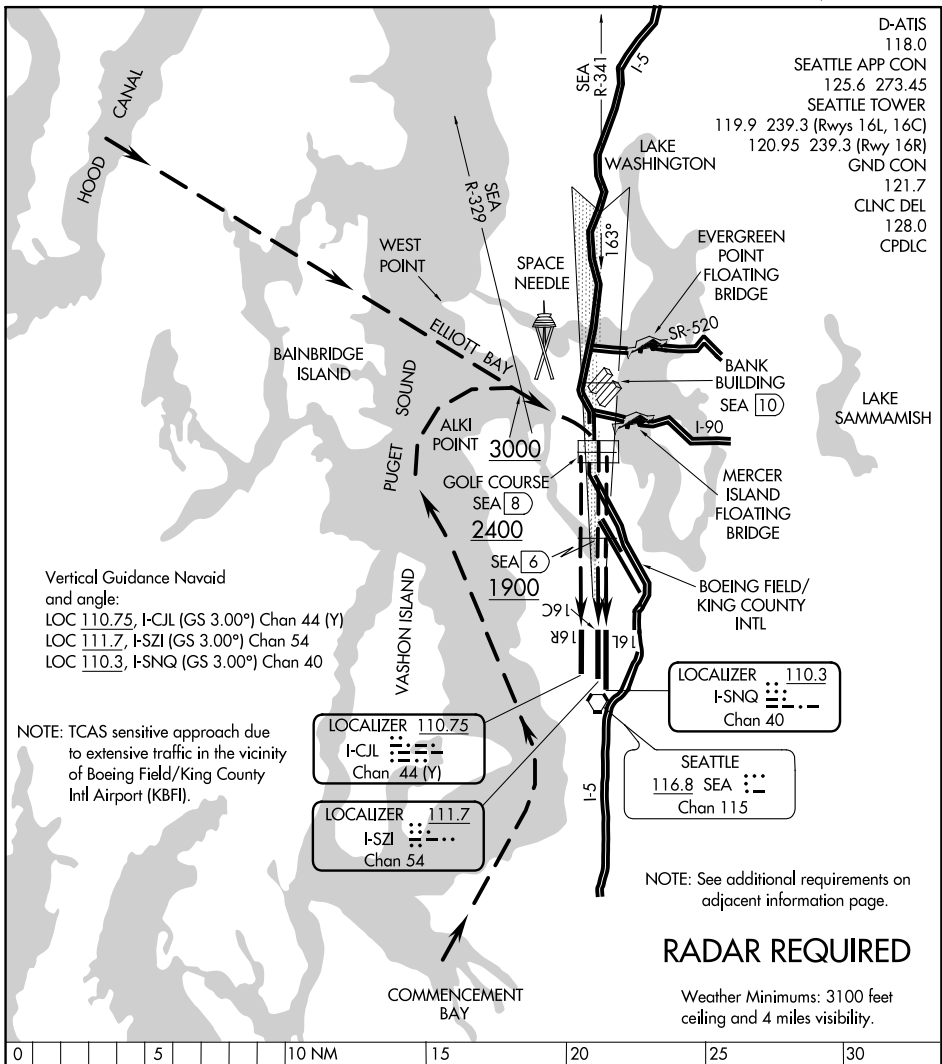 D-ATIS
118.0
SEATTLE APP CON
125.6 273.45
SEATTLE TOWER
119.9 239.3 (Rwys 16L, 16C)
120.95 239.3 (Rwy 16R)
GND CON
121.7
CLNC DEL
128.0
CPDLC
HOOD CANAL
SEA
R-341
I-5
SEA
R-329
LAKE
WASHINGTON
163°
WEST
POINT
SPACE
NEEDLE
EVERGREEN
POINT
FLOATING
BRIDGE
SR-520
ELLIOTT BAY
BAINBRIDGE
ISLAND
BANK
BUILDING
SEA 10
LAKE
SAMMAMISH
PUGET SOUND
ALKI
POINT
3000
I-90
GOLF COURSE
SEA 8
2400
MERCER
ISLAND
FLOATING
BRIDGE
SEA 6
1900
BOEING FIELD/
KING COUNTY
INTL
16C
16R
16L
Vertical Guidance Navaid
and angle:
LOC 110.75, I-CJL (GS 3.00°) Chan 44 (Y)
LOC 111.7, I-SZI (GS 3.00°) Chan 54
LOC 110.3, I-SNQ (GS 3.00°) Chan 40
VASHON ISLAND
NOTE: TCAS sensitive approach due
to extensive traffic in the vicinity
of Boeing Field/King County
Intl Airport (KBFI).
LOCALIZER 110.75
I-CJL
Chan 44 (Y)
LOCALIZER 111.7
I-SZI
Chan 54
LOCALIZER 110.3
I-SNQ
Chan 40
SEATTLE
116.8 SEA
Chan 115
I-5
NOTE: See additional requirements on
adjacent information page.
RADAR REQUIRED
COMMENCEMENT
BAY
Weather Minimums: 3100 feet
ceiling and 4 miles visibility.
0 5 10 NM 15 20 25 30